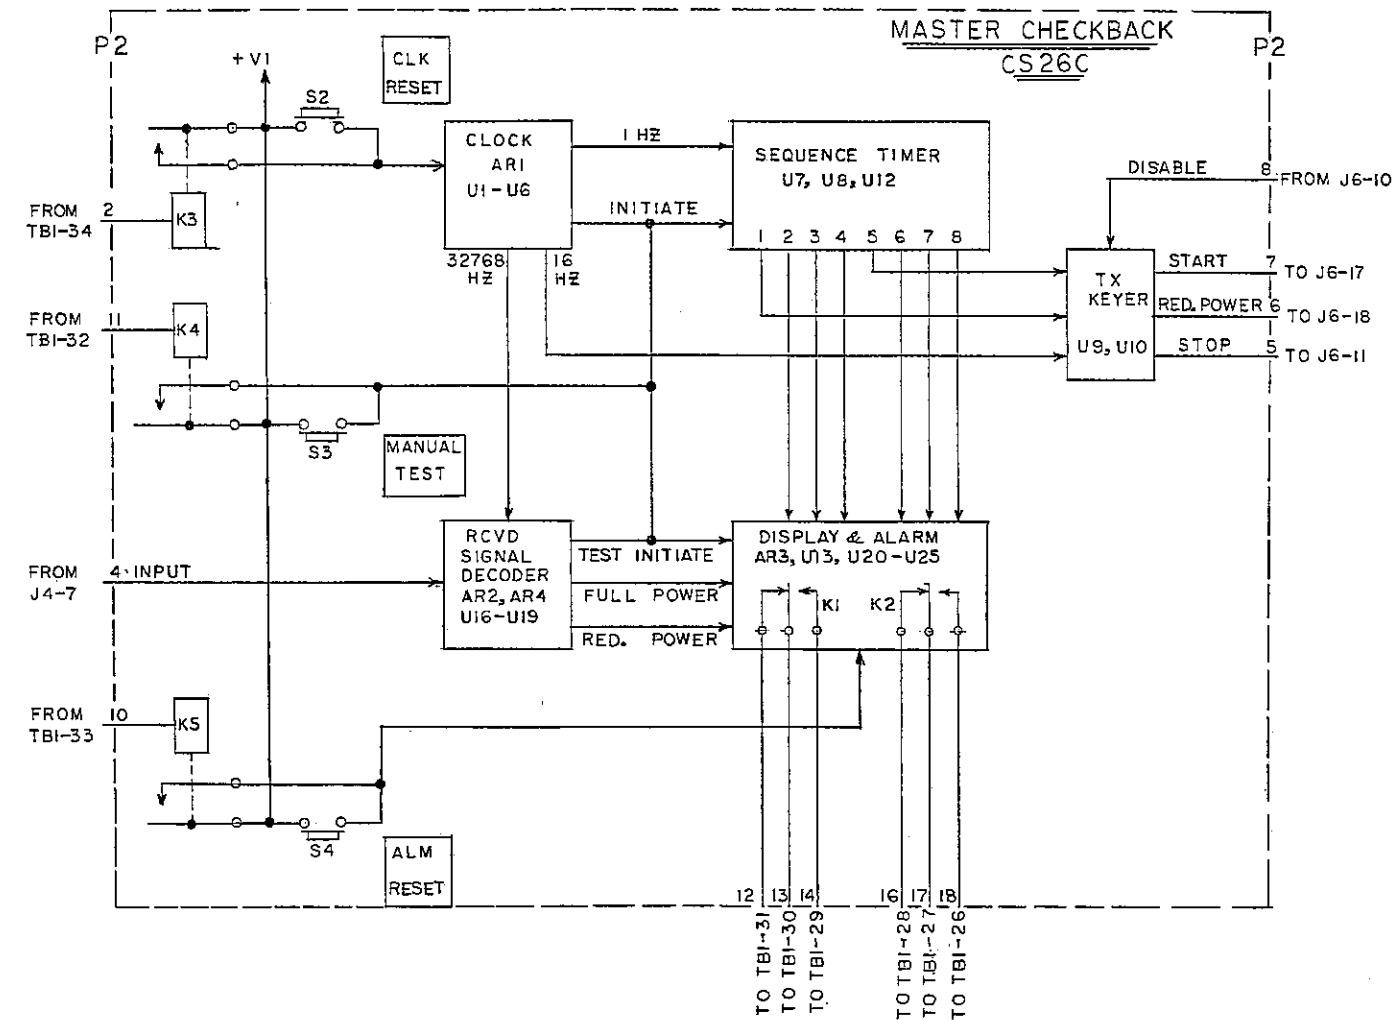 MASTER CHECKBACK
CS26C
P2
P2
+V1
CLK
RESET
S2
CLOCK
AR1
U1-U6
1 HZ
INITIATE
SEQUENCE TIMER
U7, U8, U12
1 2 3 4 5 6 7 8
DISABLE
8
FROM J6-10
FROM
TB1-34
2
K3
32768
HZ
16
HZ
TX
KEYER
U9, U10
START
7
TO J6-17
RED. POWER
6
TO J6-18
STOP
5
TO J6-11
FROM
TB1-32
11
K4
S3
MANUAL
TEST
RCVD
SIGNAL
DECODER
AR2, AR4
U16-U19
TEST INITIATE
FULL POWER
RED. POWER
DISPLAY & ALARM
AR3, U13, U20-U25
K1
K2
FROM
J4-7
4
INPUT
FROM
TB1-33
10
K5
S4
ALM
RESET
12 13 14 16 17 18
TO TB1-31
TO TB1-30
TO TB1-29
TO TB1-28
TO TB1-27
TO TB1-26